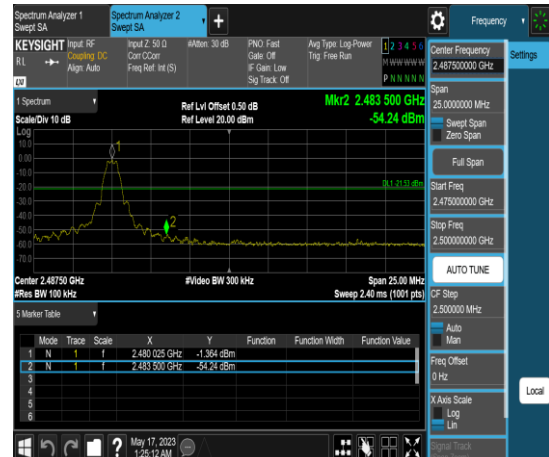 Spectrum Analyzer 1
Swept SA
Spectrum Analyzer 2
Swept SA
+
Frequency
KEYSIGHT
RL
LXI
Input: RF
Coupling: DC
Align: Auto
Input Z: 50 Ω
Corr CCorr
Freq Ref: Int (S)
#Atten: 30 dB
PNO: Fast
Gate: Off
IF Gain: Low
Sig Track: Off
Avg Type: Log-Power
Trig: Free Run
1 2 3 4 5 6
M W W W W W
P N N N N N
1 Spectrum
Scale/Div 10 dB
Log
Ref Lvl Offset 0.50 dB
Ref Level 20.00 dBm
Mkr2 2.483 500 GHz
-54.24 dBm
10.0
0.00
-10.0
-20.0
-30.0
-40.0
-50.0
-60.0
-70.0
1
2
DL1 -21.33 dBm
Center 2.48750 GHz
#Res BW 100 kHz
#Video BW 300 kHz
Span 25.00 MHz
Sweep 2.40 ms (1001 pts)
5 Marker Table
Mode Trace Scale X Y Function Function Width Function Value
1 N 1 f 2.480 025 GHz -1.364 dBm
2 N 1 f 2.483 500 GHz -54.24 dBm
3
4
5
6
?
May 17, 2023
1:25:12 AM
Center Frequency
2.487500000 GHz
Span
25.0000000 MHz
Swept Span
Zero Span
Full Span
Start Freq
2.475000000 GHz
Stop Freq
2.500000000 GHz
AUTO TUNE
CF Step
2.500000 MHz
Auto
Man
Freq Offset
0 Hz
X Axis Scale
Log
Lin
Signal Track
Settings
Local